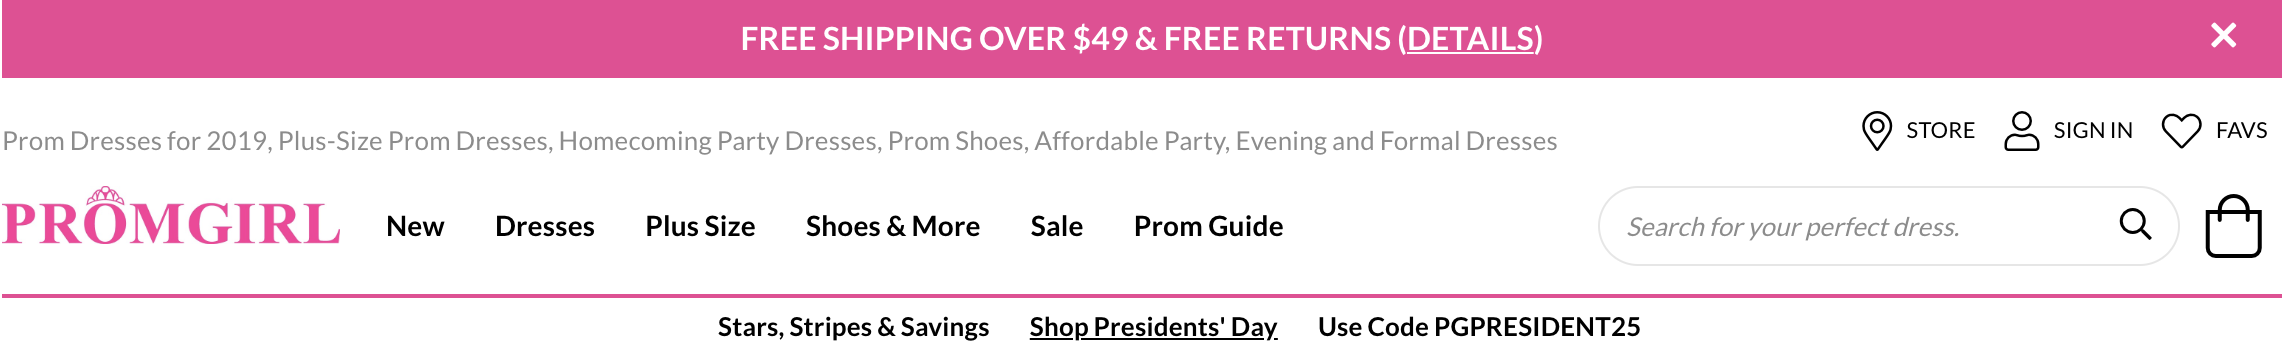 FREE SHIPPING OVER $49 & FREE RETURNS (DETAILS)
Prom Dresses for 2019, Plus-Size Prom Dresses, Homecoming Party Dresses, Prom Shoes, Affordable Party, Evening and Formal Dresses
STORE SIGN IN FAVS
PROMGIRL New Dresses Plus Size Shoes & More Sale Prom Guide Search for your perfect dress.
Stars, Stripes & Savings Shop Presidents' Day Use Code PGPRESIDENT25